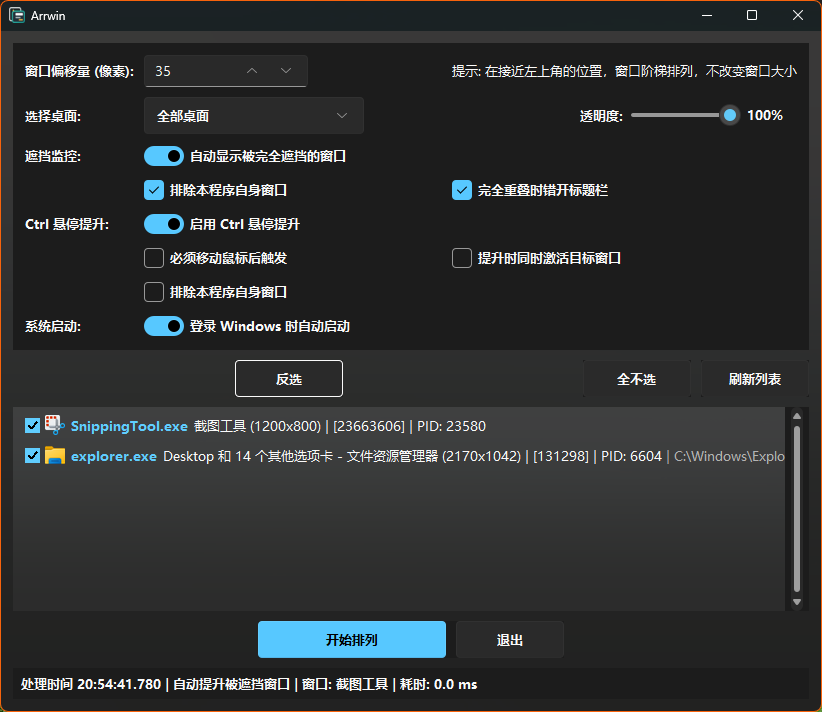 Arrwin
窗口偏移量 (像素): 35 提示: 在接近左上角的位置，窗口阶梯排列，不改变窗口大小
选择桌面: 全部桌面 透明度: 100%
遮挡监控: 自动显示被完全遮挡的窗口
排除本程序自身窗口 完全重叠时错开标题栏
Ctrl 悬停提升: 启用 Ctrl 悬停提升
必须移动鼠标后触发 提升时同时激活目标窗口
排除本程序自身窗口
系统启动: 登录 Windows 时自动启动
反选 全不选 刷新列表
SnippingTool.exe 截图工具 (1200x800) | [23663606] | PID: 23580
explorer.exe Desktop 和 14 个其他选项卡 - 文件资源管理器 (2170x1042) | [131298] | PID: 6604 | C:\Windows\Explo
开始排列 退出
处理时间 20:54:41.780 | 自动提升被遮挡窗口 | 窗口: 截图工具 | 耗时: 0.0 ms